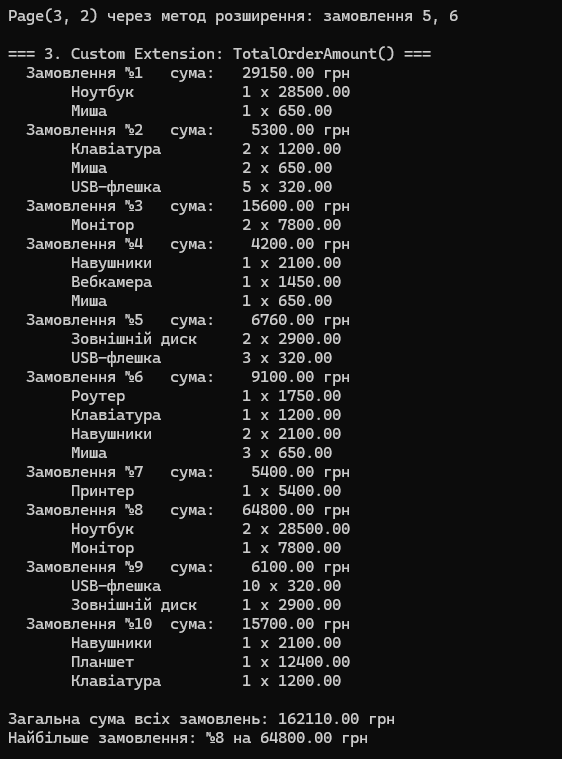 Page(3, 2) через метод розширення: замовлення 5, 6
=== 3. Custom Extension: TotalOrderAmount() ===
Замовлення №1 сума: 29150.00 грн
Ноутбук 1 x 28500.00
Миша 1 x 650.00
Замовлення №2 сума: 5300.00 грн
Клавіатура 2 x 1200.00
Миша 2 x 650.00
USB-флешка 5 x 320.00
Замовлення №3 сума: 15600.00 грн
Монітор 2 x 7800.00
Замовлення №4 сума: 4200.00 грн
Навушники 1 x 2100.00
Вебкамера 1 x 1450.00
Миша 1 x 650.00
Замовлення №5 сума: 6760.00 грн
Зовнішній диск 2 x 2900.00
USB-флешка 3 x 320.00
Замовлення №6 сума: 9100.00 грн
Роутер 1 x 1750.00
Клавіатура 1 x 1200.00
Навушники 2 x 2100.00
Миша 3 x 650.00
Замовлення №7 сума: 5400.00 грн
Принтер 1 x 5400.00
Замовлення №8 сума: 64800.00 грн
Ноутбук 2 x 28500.00
Монітор 1 x 7800.00
Замовлення №9 сума: 6100.00 грн
USB-флешка 10 x 320.00
Зовнішній диск 1 x 2900.00
Замовлення №10 сума: 15700.00 грн
Навушники 1 x 2100.00
Планшет 1 x 12400.00
Клавіатура 1 x 1200.00
Загальна сума всіх замовлень: 162110.00 грн
Найбільше замовлення: №8 на 64800.00 грн